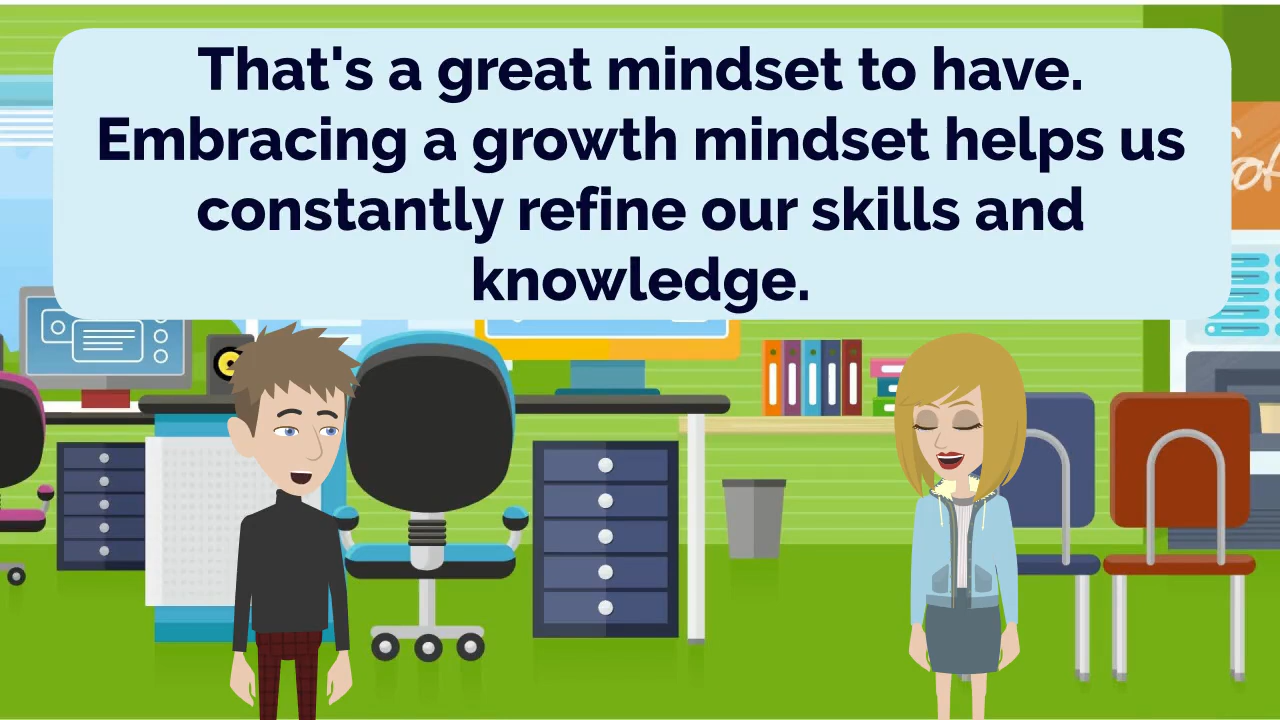 That's a great mindset to have.
Embracing a growth mindset helps us
constantly refine our skills and
knowledge.